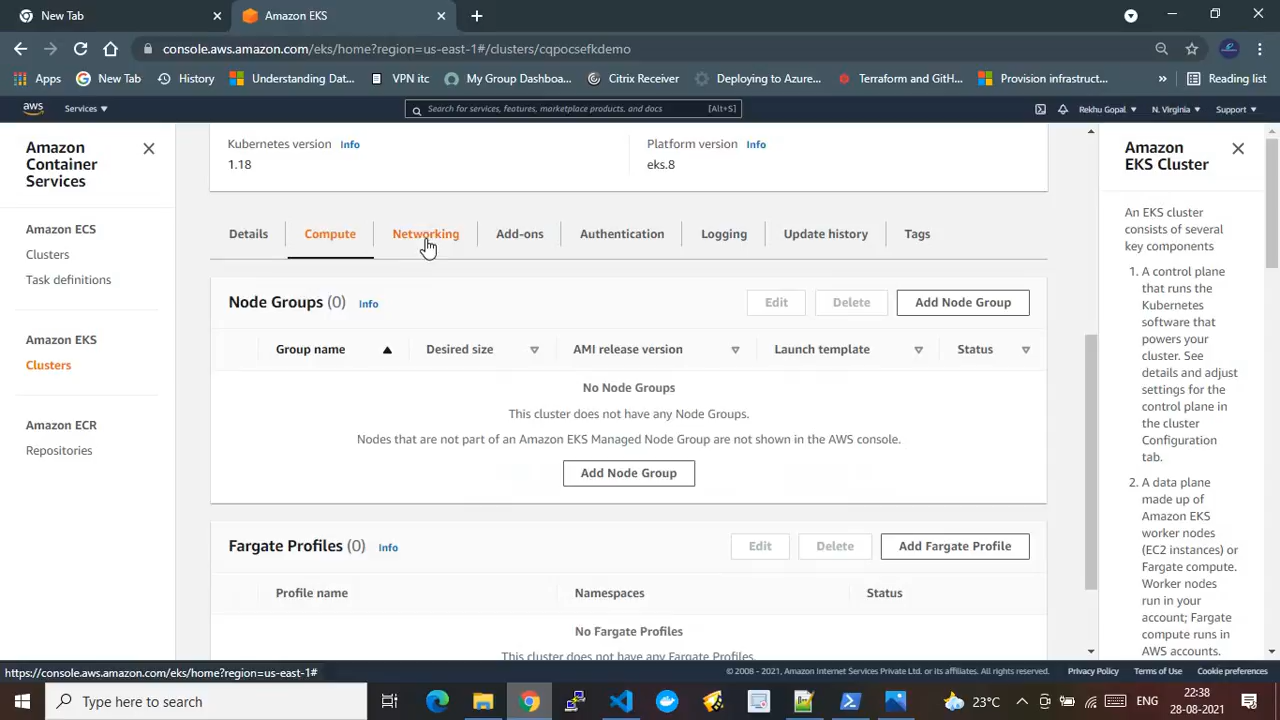 New Tab
Amazon EKS
console.aws.amazon.com/eks/home?region=us-east-1#/clusters/cqpocsefkdemo
Apps
New Tab
History
Understanding Dat...
VPN itc
My Group Dashboa...
Citrix Receiver
Deploying to Azure...
Terraform and GitH...
Provision infrastruct...
»
Reading list
aws
Services
Search for services, features, marketplace products, and docs
[Alt+S]
Rekhu Gopal
N. Virginia
Support
Amazon
Container
Services
Amazon ECS
Clusters
Task definitions
Amazon EKS
Clusters
Amazon ECR
Repositories
Kubernetes version Info
1.18
Platform version Info
eks.8
Details
Compute
Networking
Add-ons
Authentication
Logging
Update history
Tags
Node Groups (0) Info
Edit
Delete
Add Node Group
Group name
Desired size
AMI release version
Launch template
Status
No Node Groups
This cluster does not have any Node Groups.
Nodes that are not part of an Amazon EKS Managed Node Group are not shown in the AWS console.
Add Node Group
Fargate Profiles (0) Info
Edit
Delete
Add Fargate Profile
Profile name
Namespaces
Status
No Fargate Profiles
This cluster does not have any Fargate Profiles.
Amazon
EKS Cluster
An EKS cluster
consists of several
key components
1. A control plane
that runs the
Kubernetes
software that
powers your
cluster. See
details and adjust
settings for the
control plane in
the cluster
Configuration
tab.
2. A data plane
made up of
Amazon EKS
worker nodes
(EC2 instances) or
Fargate compute.
Worker nodes
run in your
account; Fargate
compute runs in
AWS accounts.
https://console.aws.amazon.com/eks/home?region=us-east-1#
© 2008 - 2021, Amazon Internet Services Private Ltd. or its affiliates. All rights reserved.
Privacy Policy
Terms of Use
Cookie preferences
Type here to search
23°C
ENG
22:38
28-08-2021